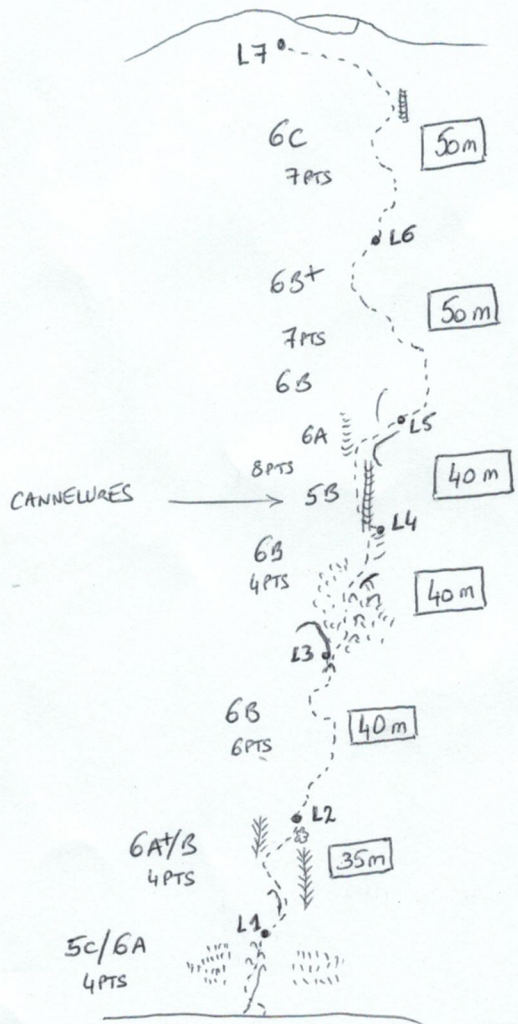 L7
6C
50m
7PTS
L6
6B+
50m
7PTS
6B
L5
6A
8PTS
40m
CANNELURES
5B
L4
6B
4PTS
40m
L3
6B
40m
6PTS
L2
6A+/B
35m
4PTS
L1
5C/6A
4PTS